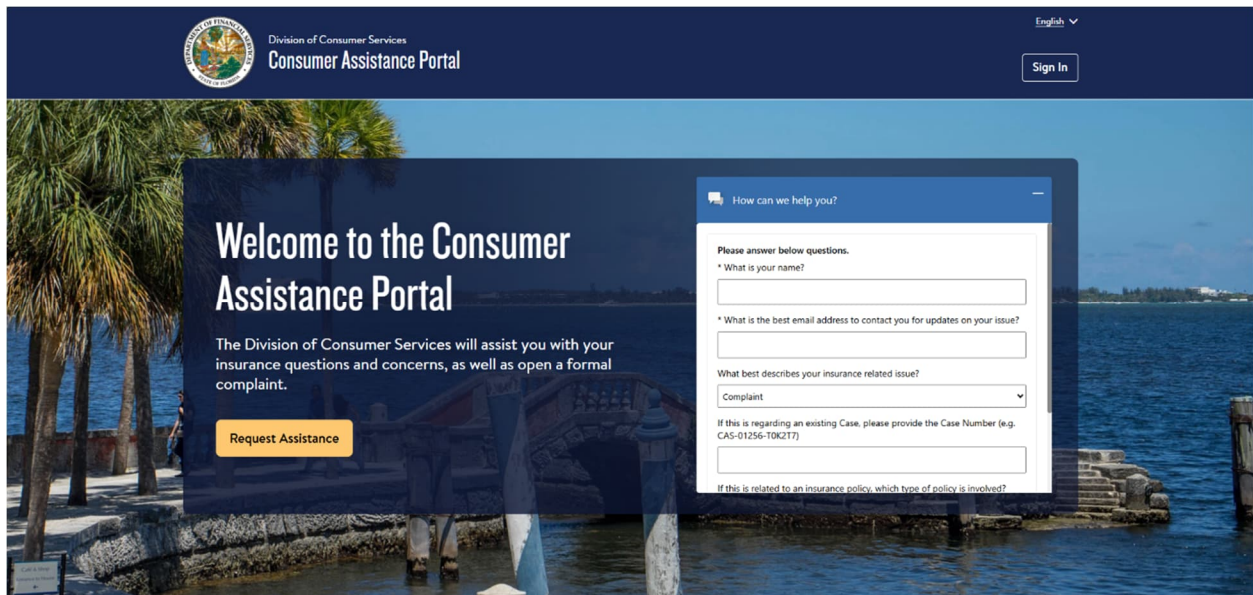 Division of Consumer Services
Consumer Assistance Portal
English
Sign In
Welcome to the Consumer
Assistance Portal
The Division of Consumer Services will assist you with your
insurance questions and concerns, as well as open a formal
complaint.
Request Assistance
How can we help you?
Please answer below questions.
* What is your name?
* What is the best email address to contact you for updates on your issue?
What best describes your insurance related issue?
Complaint
If this is regarding an existing Case, please provide the Case Number (e.g.
CAS-01256-T0K2T7)
If this is related to an insurance policy, which type of policy is involved?